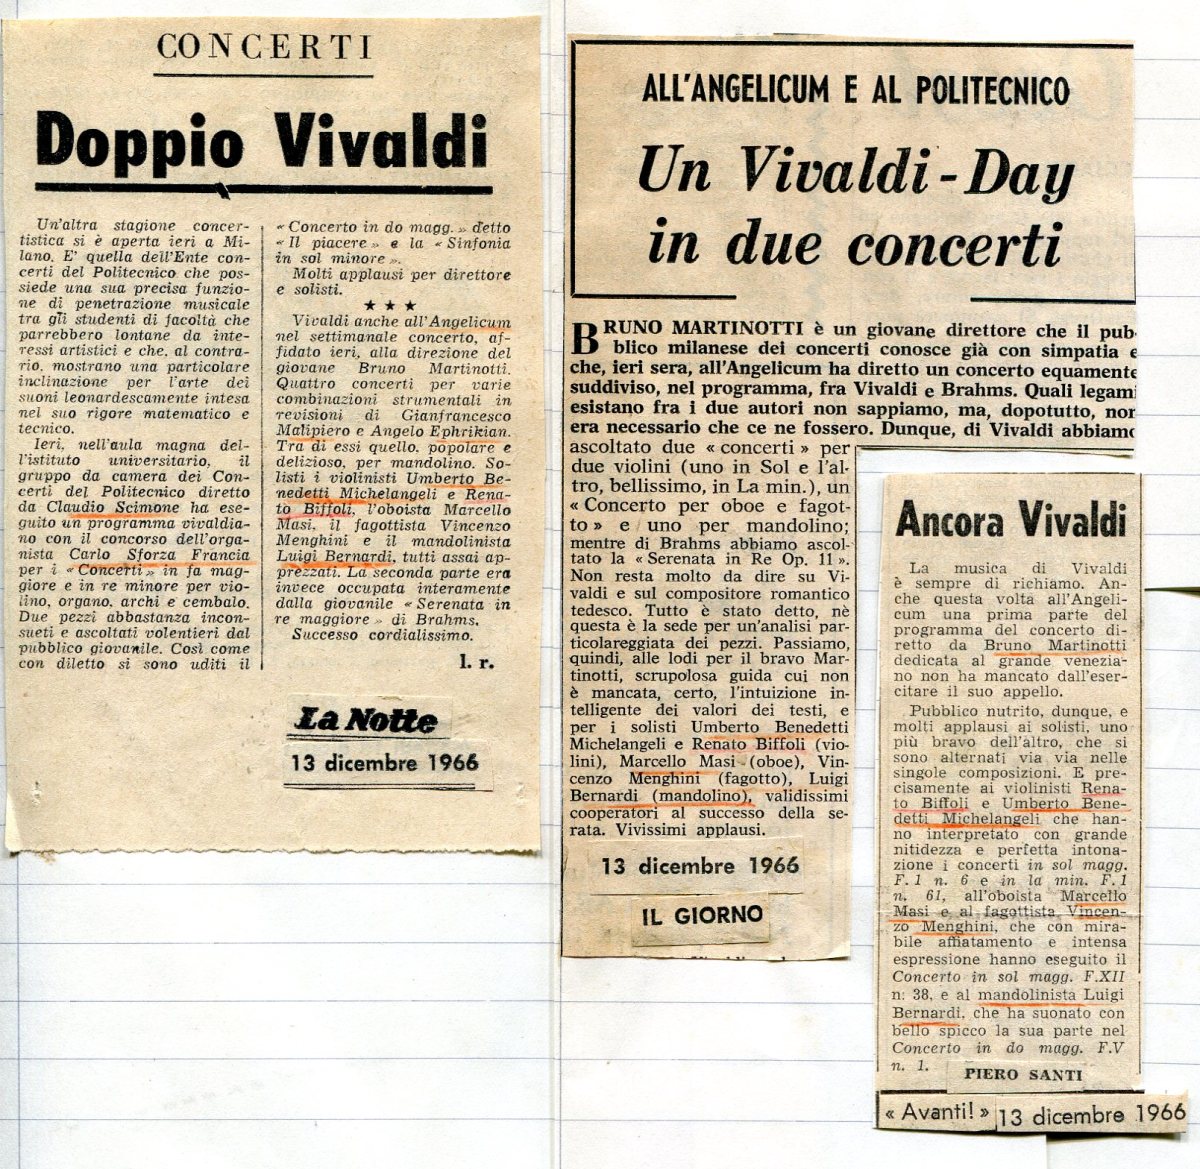 CONCERTI
Doppio Vivaldi
Un'altra stagione concer-
tistica si è aperta ieri a Mi-
lano. E' quella dell'Ente con-
certi del Politecnico che pos-
siede una sua precisa funzio-
ne di penetrazione musicale
tra gli studenti di facoltà che
parrebbero lontane da inte-
ressi artistici e che, al contra-
rio, mostrano una particolare
inclinazione per l'arte dei
suoni leonardescamente intesa
nel suo rigore matematico e
tecnico.
Ieri, nell'aula magna del-
l'istituto universitario, il
gruppo da camera dei Con-
certi del Politecnico diretto
da Claudio Scimone ha ese-
guito un programma vivaldia-
no con il concorso dell'orga-
nista Carlo Sforza Francia
per i «Concerti» in fa mag-
giore e in re minore per vio-
lino, organo, archi e cembalo.
Due pezzi abbastanza incon-
sueti e ascoltati volentieri dal
pubblico giovanile. Così come
con diletto si sono uditi il
«Concerto in do magg.» detto
«Il piacere» e la «Sinfonia
in sol minore».
Molti applausi per direttore
e solisti.
★ ★ ★
Vivaldi anche all'Angelicum
nel settimanale concerto, af-
fidato ieri, alla direzione del
giovane Bruno Martinotti.
Quattro concerti per varie
combinazioni strumentali in
revisioni di Gianfrancesco
Malipiero e Angelo Ephrikian.
Tra di essi quello, popolare e
delizioso, per mandolino. So-
listi i violinisti Umberto Be-
nedetti Michelangeli e Rena-
to Biffoli, l'oboista Marcello
Masi, il fagottista Vincenzo
Menghini e il mandolinista
Luigi Bernardi, tutti assai ap-
prezzati. La seconda parte era
invece occupata interamente
dalla giovanile «Serenata in
re maggiore» di Brahms.
Successo cordialissimo.
l. r.
La Notte
13 dicembre 1966
ALL'ANGELICUM E AL POLITECNICO
Un Vivaldi - Day
in due concerti
BRUNO MARTINOTTI è un giovane direttore che il pub-
blico milanese dei concerti conosce già con simpatia e
che, ieri sera, all'Angelicum ha diretto un concerto equamente
suddiviso, nel programma, fra Vivaldi e Brahms. Quali legami
esistano fra i due autori non sappiamo, ma, dopotutto, non
era necessario che ce ne fossero. Dunque, di Vivaldi abbiamo
ascoltato due «concerti» per
due violini (uno in Sol e l'al-
tro, bellissimo, in La min.), un
«Concerto per oboe e fagot-
to» e uno per mandolino;
mentre di Brahms abbiamo ascol-
tato la «Serenata in Re Op. 11».
Non resta molto da dire su Vi-
valdi e sul compositore romantico
tedesco. Tutto è stato detto, nè
questa è la sede per un'analisi par-
ticolareggiata dei pezzi. Passiamo,
quindi, alle lodi per il bravo Mar-
tinotti, scrupolosa guida cui non
è mancata, certo, l'intuizione in-
telligente dei valori dei testi, e
per i solisti Umberto Benedetti
Michelangeli e Renato Biffoli (vio-
lini), Marcello Masi (oboe), Vin-
cenzo Menghini (fagotto), Luigi
Bernardi (mandolino), validissimi
cooperatori al successo della se-
rata. Vivissimi applausi.
13 dicembre 1966
IL GIORNO
Ancora Vivaldi
La musica di Vivaldi
è sempre di richiamo. An-
che questa volta all'Angeli-
cum una prima parte del
programma del concerto di-
retto da Bruno Martinotti
dedicata al grande venezia-
no non ha mancato dall'eser-
citare il suo appello.
Pubblico nutrito, dunque, e
molti applausi ai solisti, uno
più bravo dell'altro, che si
sono alternati via via nelle
singole composizioni. E pre-
cisamente ai violinisti Rena-
to Biffoli e Umberto Bene-
detti Michelangeli che han-
no interpretato con grande
nitidezza e perfetta intona-
zione i concerti in sol magg.
F. I n. 6 e in la min. F. I
n. 61, all'oboista Marcello
Masi e al fagottista Vincen-
zo Menghini, che con mira-
bile affiatamento e intensa
espressione hanno eseguito il
Concerto in sol magg. F.XII
n. 38, e al mandolinista Luigi
Bernardi, che ha suonato con
bello spicco la sua parte nel
Concerto in do magg. F.V
n. 1.
PIERO SANTI
«Avanti!» 13 dicembre 1966